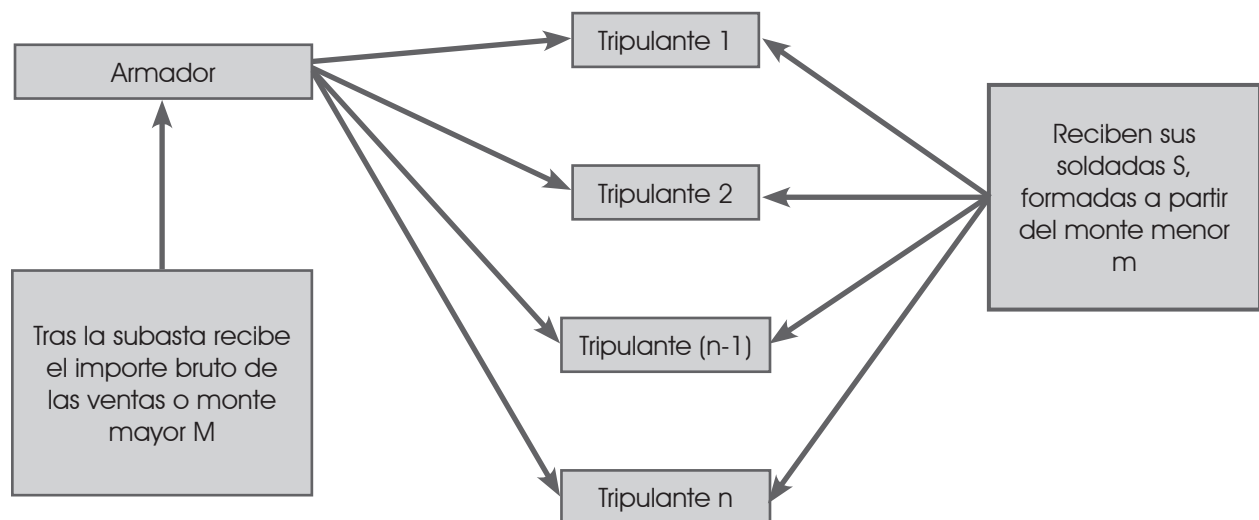 Armador
Tras la subasta recibe
el importe bruto de
las ventas o monte
mayor M
Tripulante 1
Tripulante 2
Tripulante (n-1)
Tripulante n
Reciben sus
soldadas S,
formadas a partir
del monte menor
m